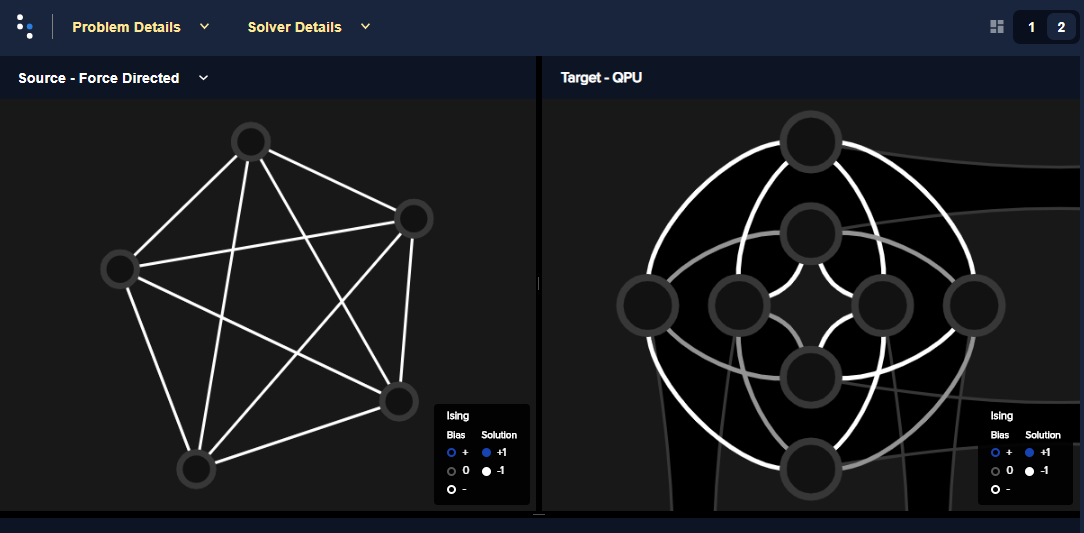 Problem Details
Solver Details
1 2
Source - Force Directed
Target - QPU
Ising
Bias Solution
+ +1
0 -1
-
Ising
Bias Solution
+ +1
0 -1
-